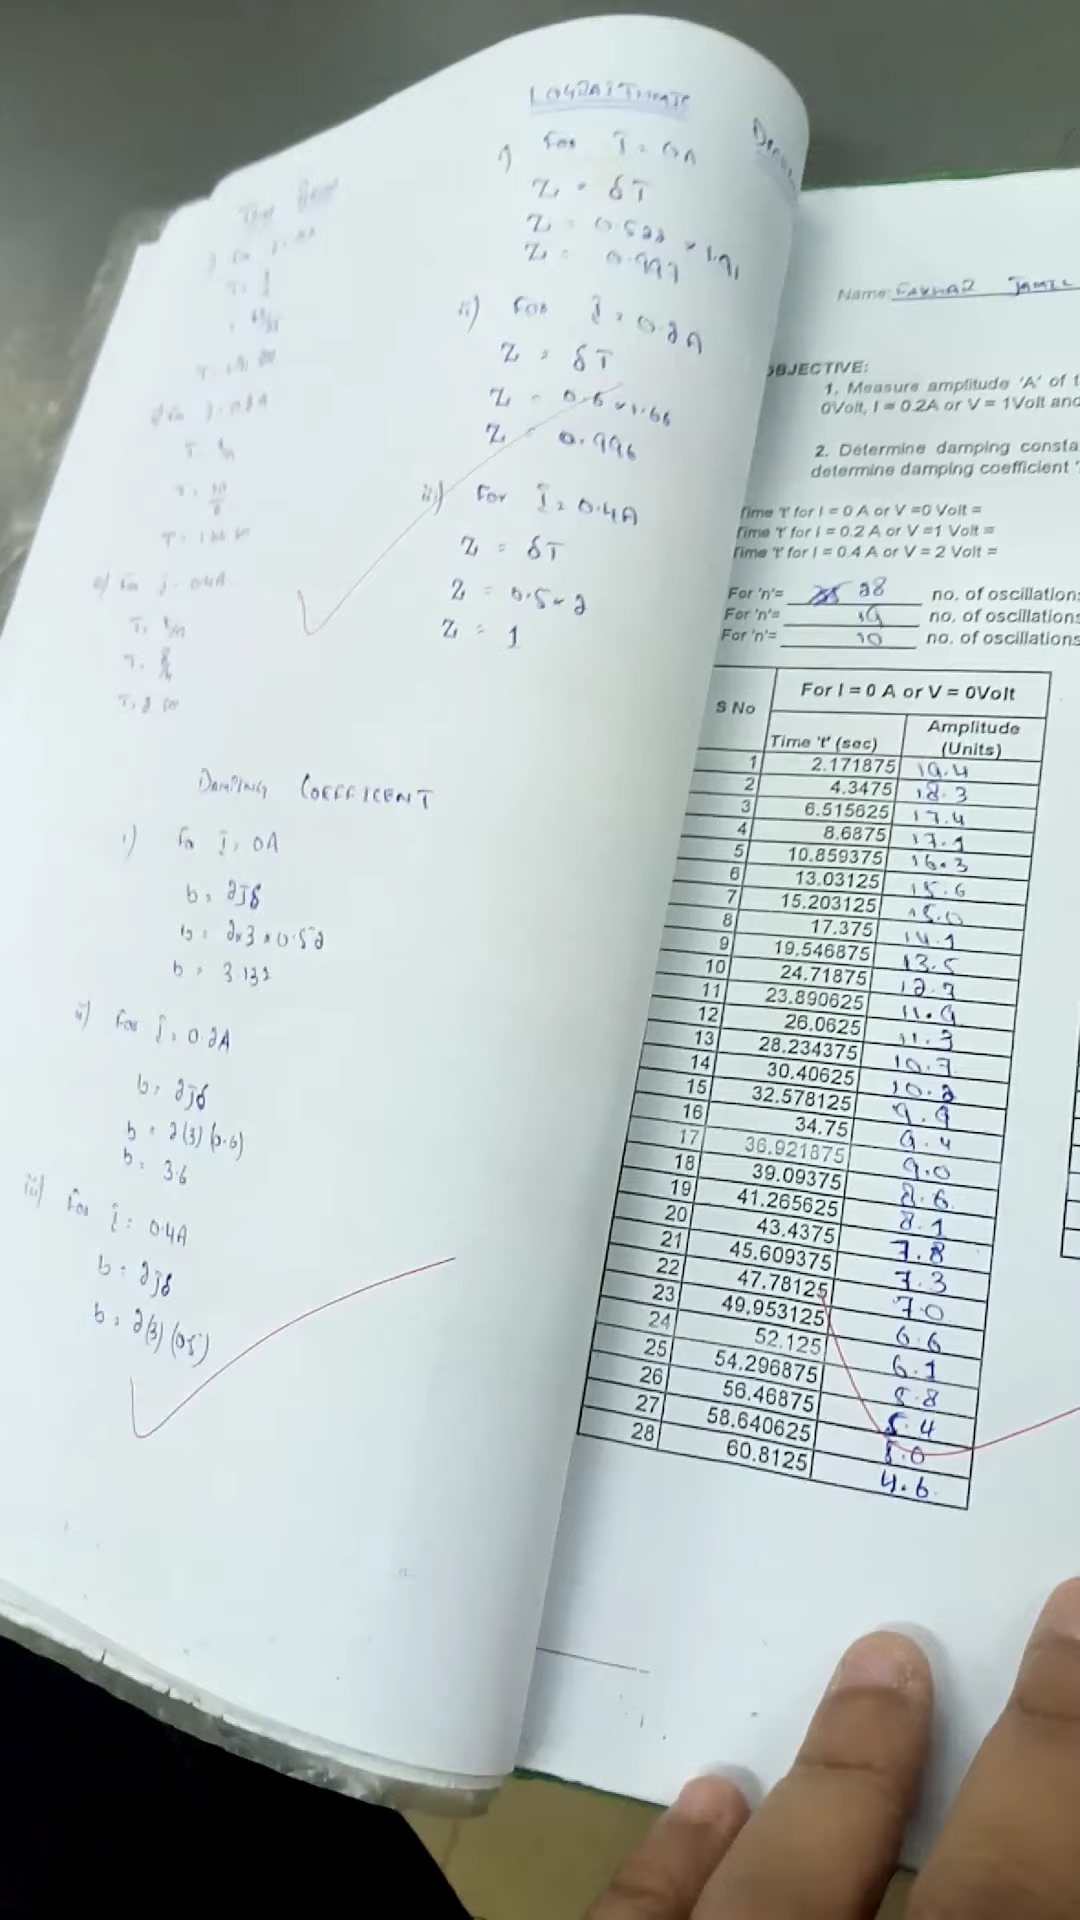 LOGARITHMIC
i) For I = 0A
Z = δT
Z = 0.522 × 1.91
Z = 0.997
ii) For I = 0.2A
Z = δT
Z = 0.6 × 1.66
Z = 0.996
iii) For I = 0.4A
Z = δT
Z = 0.5 × 2
Z = 1
DAMPING COEFFICENT
i) For I = 0A
b = 2Jδ
b = 2×3×0.52
b = 3.132
ii) For I = 0.2A
b = 2Jδ
b = 2(3)(0.6)
b = 3.6
iii) For I = 0.4A
b = 2Jδ
b = 2(3)(0.5)
Name: FAKHAR JAMIL
OBJECTIVE:
1. Measure amplitude 'A' of t
0Volt, I = 0.2A or V = 1Volt and
2. Determine damping consta
determine damping coefficient '
Time 't' for I = 0 A or V =0 Volt =
Time 't' for I = 0.2 A or V =1 Volt =
Time 't' for I = 0.4 A or V = 2 Volt =
For 'n'= 28 no. of oscillation
For 'n'= 19 no. of oscillations
For 'n'= 10 no. of oscillations
For I = 0 A or V = 0Volt
S No Time 't' (sec) Amplitude (Units)
1 2.171875 19.4
2 4.3475 18.3
3 6.515625 17.4
4 8.6875 17.1
5 10.859375 16.3
6 13.03125 15.6
7 15.203125 15.0
8 17.375 14.1
9 19.546875 13.5
10 24.71875 12.7
11 23.890625 11.9
12 26.0625 11.3
13 28.234375 10.7
14 30.40625 10.2
15 32.578125 9.9
16 34.75 9.4
17 36.921875 9.0
18 39.09375 8.6
19 41.265625 8.1
20 43.4375 7.8
21 45.609375 7.3
22 47.78125 7.0
23 49.953125 6.6
24 52.125 6.1
25 54.296875 5.8
26 56.46875 5.4
27 58.640625 5.0
28 60.8125 4.6